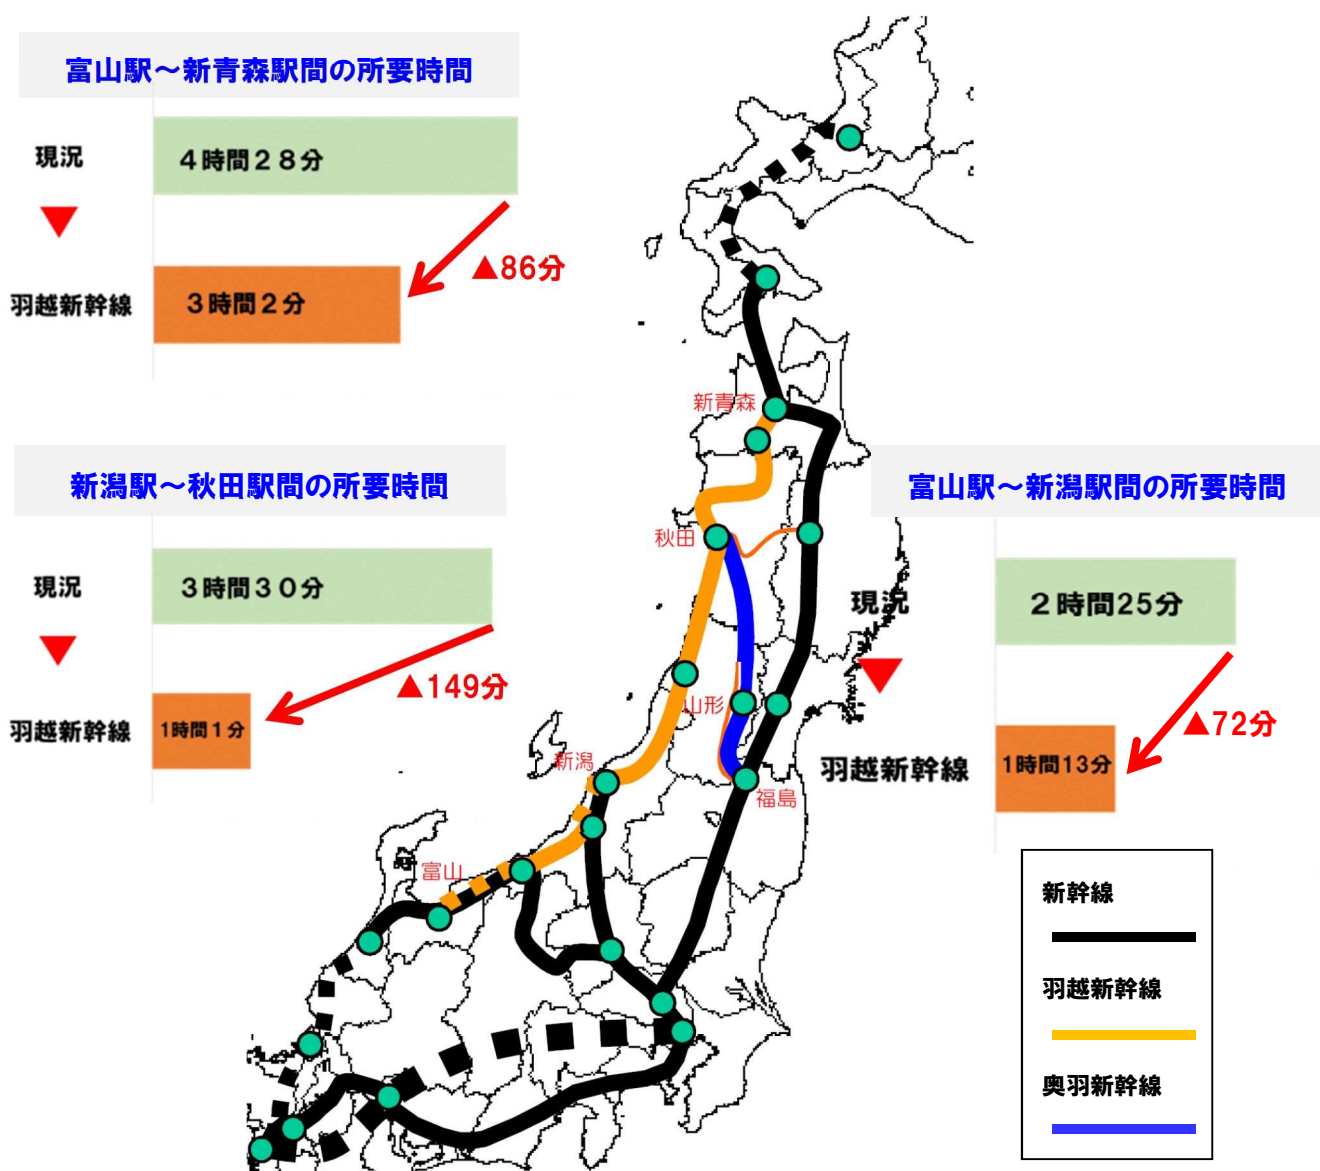 富山駅～新青森駅間の所要時間
現況
４時間２８分
▲86分
羽越新幹線
３時間２分
新青森
新潟駅～秋田駅間の所要時間
現況
３時間３０分
▲149分
羽越新幹線
1時間１分
富山駅～新潟駅間の所要時間
現況
２時間25分
▲72分
羽越新幹線
1時間13分
秋田
山形
新潟
福島
富山
新幹線
羽越新幹線
奥羽新幹線